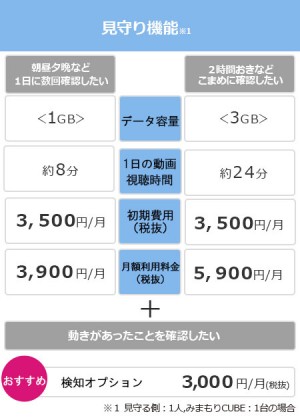 見守り機能※1
朝昼夕晩など
1日に数回確認したい
2時間おきなど
こまめに確認したい
<1GB>
データ容量
<3GB>
約8分
1日の動画
視聴時間
約24分
3,500円/月
初期費用
(税抜)
3,500円/月
3,900円/月
月額利用料金
(税抜)
5,900円/月
+
動きがあったことを確認したい
おすすめ
検知オプション
3,000円/月(税抜)
※1 見守る側：1人,みまもりCUBE：1台の場合